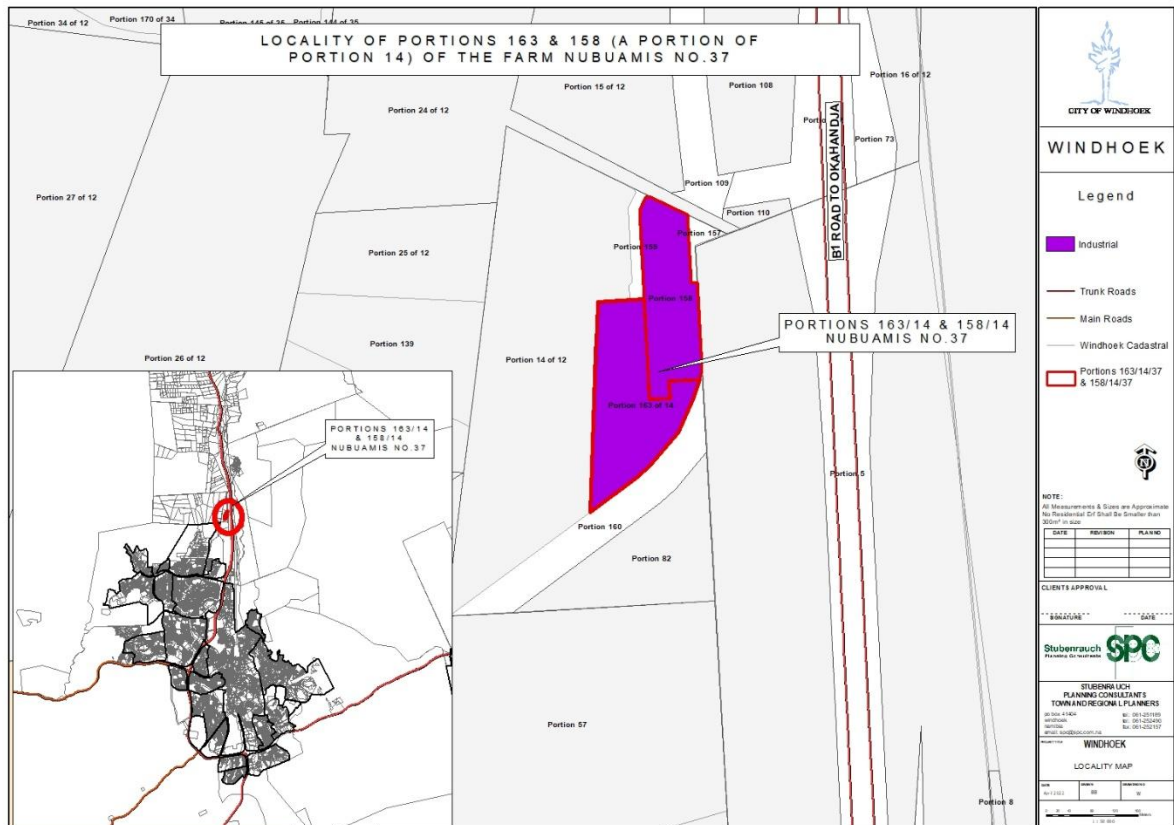 Portion 34 of 12
Portion 170 of 34
LOCALITY OF PORTIONS 163 & 158 (A PORTION OF
PORTION 14) OF THE FARM NUBUAMIS NO.37
Portion 16 of 12
Portion 15 of 12
Portion 108
Portion 24 of 12
Portion 73
B1 ROAD TO OKAHANDJA
Portion 27 of 12
Portion 109
Portion 110
Portion 157
Portion 25 of 12
Portion 158
PORTIONS 163/14 & 158/14
NUBUAMIS NO.37
Portion 139
Portion 14 of 12
Portion 26 of 12
Portion 163 of 14
PORTIONS 163/14
& 158/14
NUBUAMIS NO.37
Portion 5
Portion 160
Portion 82
Portion 57
Portion 8
CITY OF WINDHOEK
WINDHOEK
Legend
Industrial
Trunk Roads
Main Roads
Windhoek Cadastral
Portions 163/14/37
& 158/14/37
N
NOTE:
All Measurements & Sizes are Approximate
No Residential Erf Shall Be Smaller than
300m² in size
DATE REVISION PLAN NO
CLIENTS APPROVAL
SIGNATURE DATE
Stubenrauch SPC
Planning Consultants
STUBENRAUCH
PLANNING CONSULTANTS
TOWN AND REGIONAL PLANNERS
po box 41404
windhoek
namibia
WINDHOEK
LOCALITY MAP